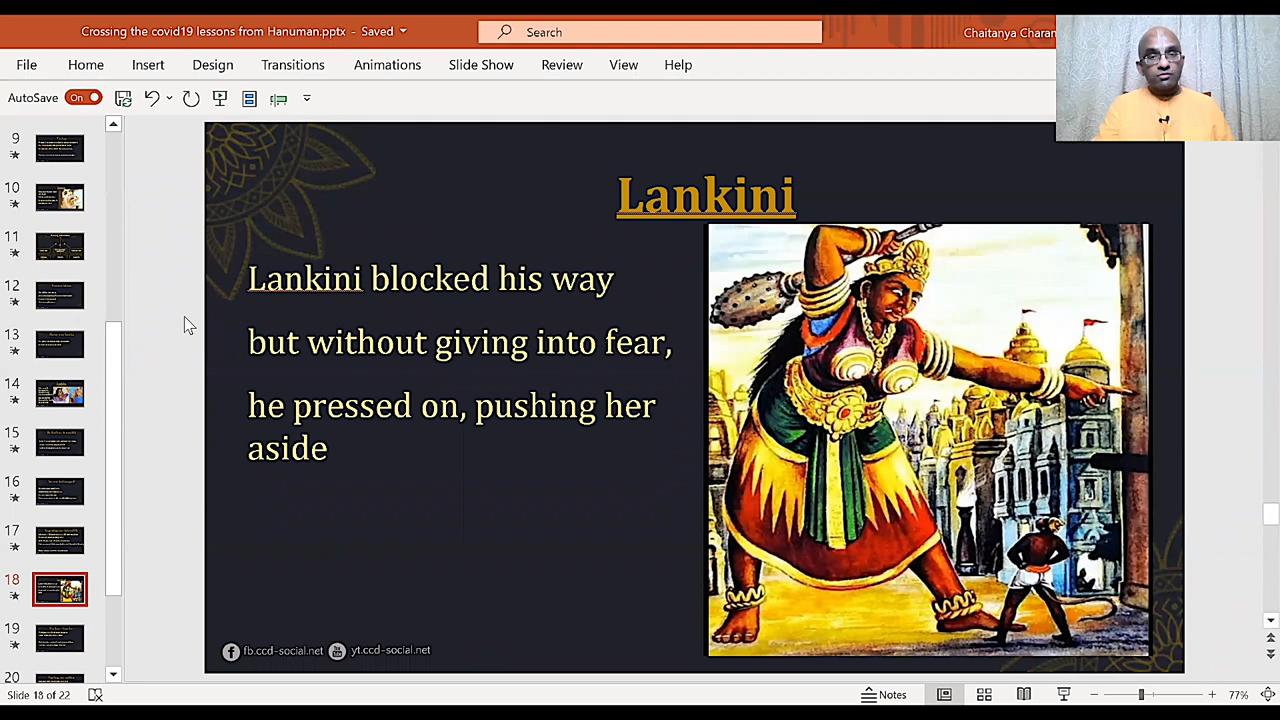 Crossing the covid19 lessons from Hanuman.pptx - Saved
Search
Chaitanya Charan
File Home Insert Design Transitions Animations Slide Show Review View Help
AutoSave On
9
10
11
12
13
14
15
16
17
18
19
20
Lankini
Lankini blocked his way
but without giving into fear,
he pressed on, pushing her
aside
fb.ccd-social.net yt.ccd-social.net
Slide 18 of 22
Notes
77%